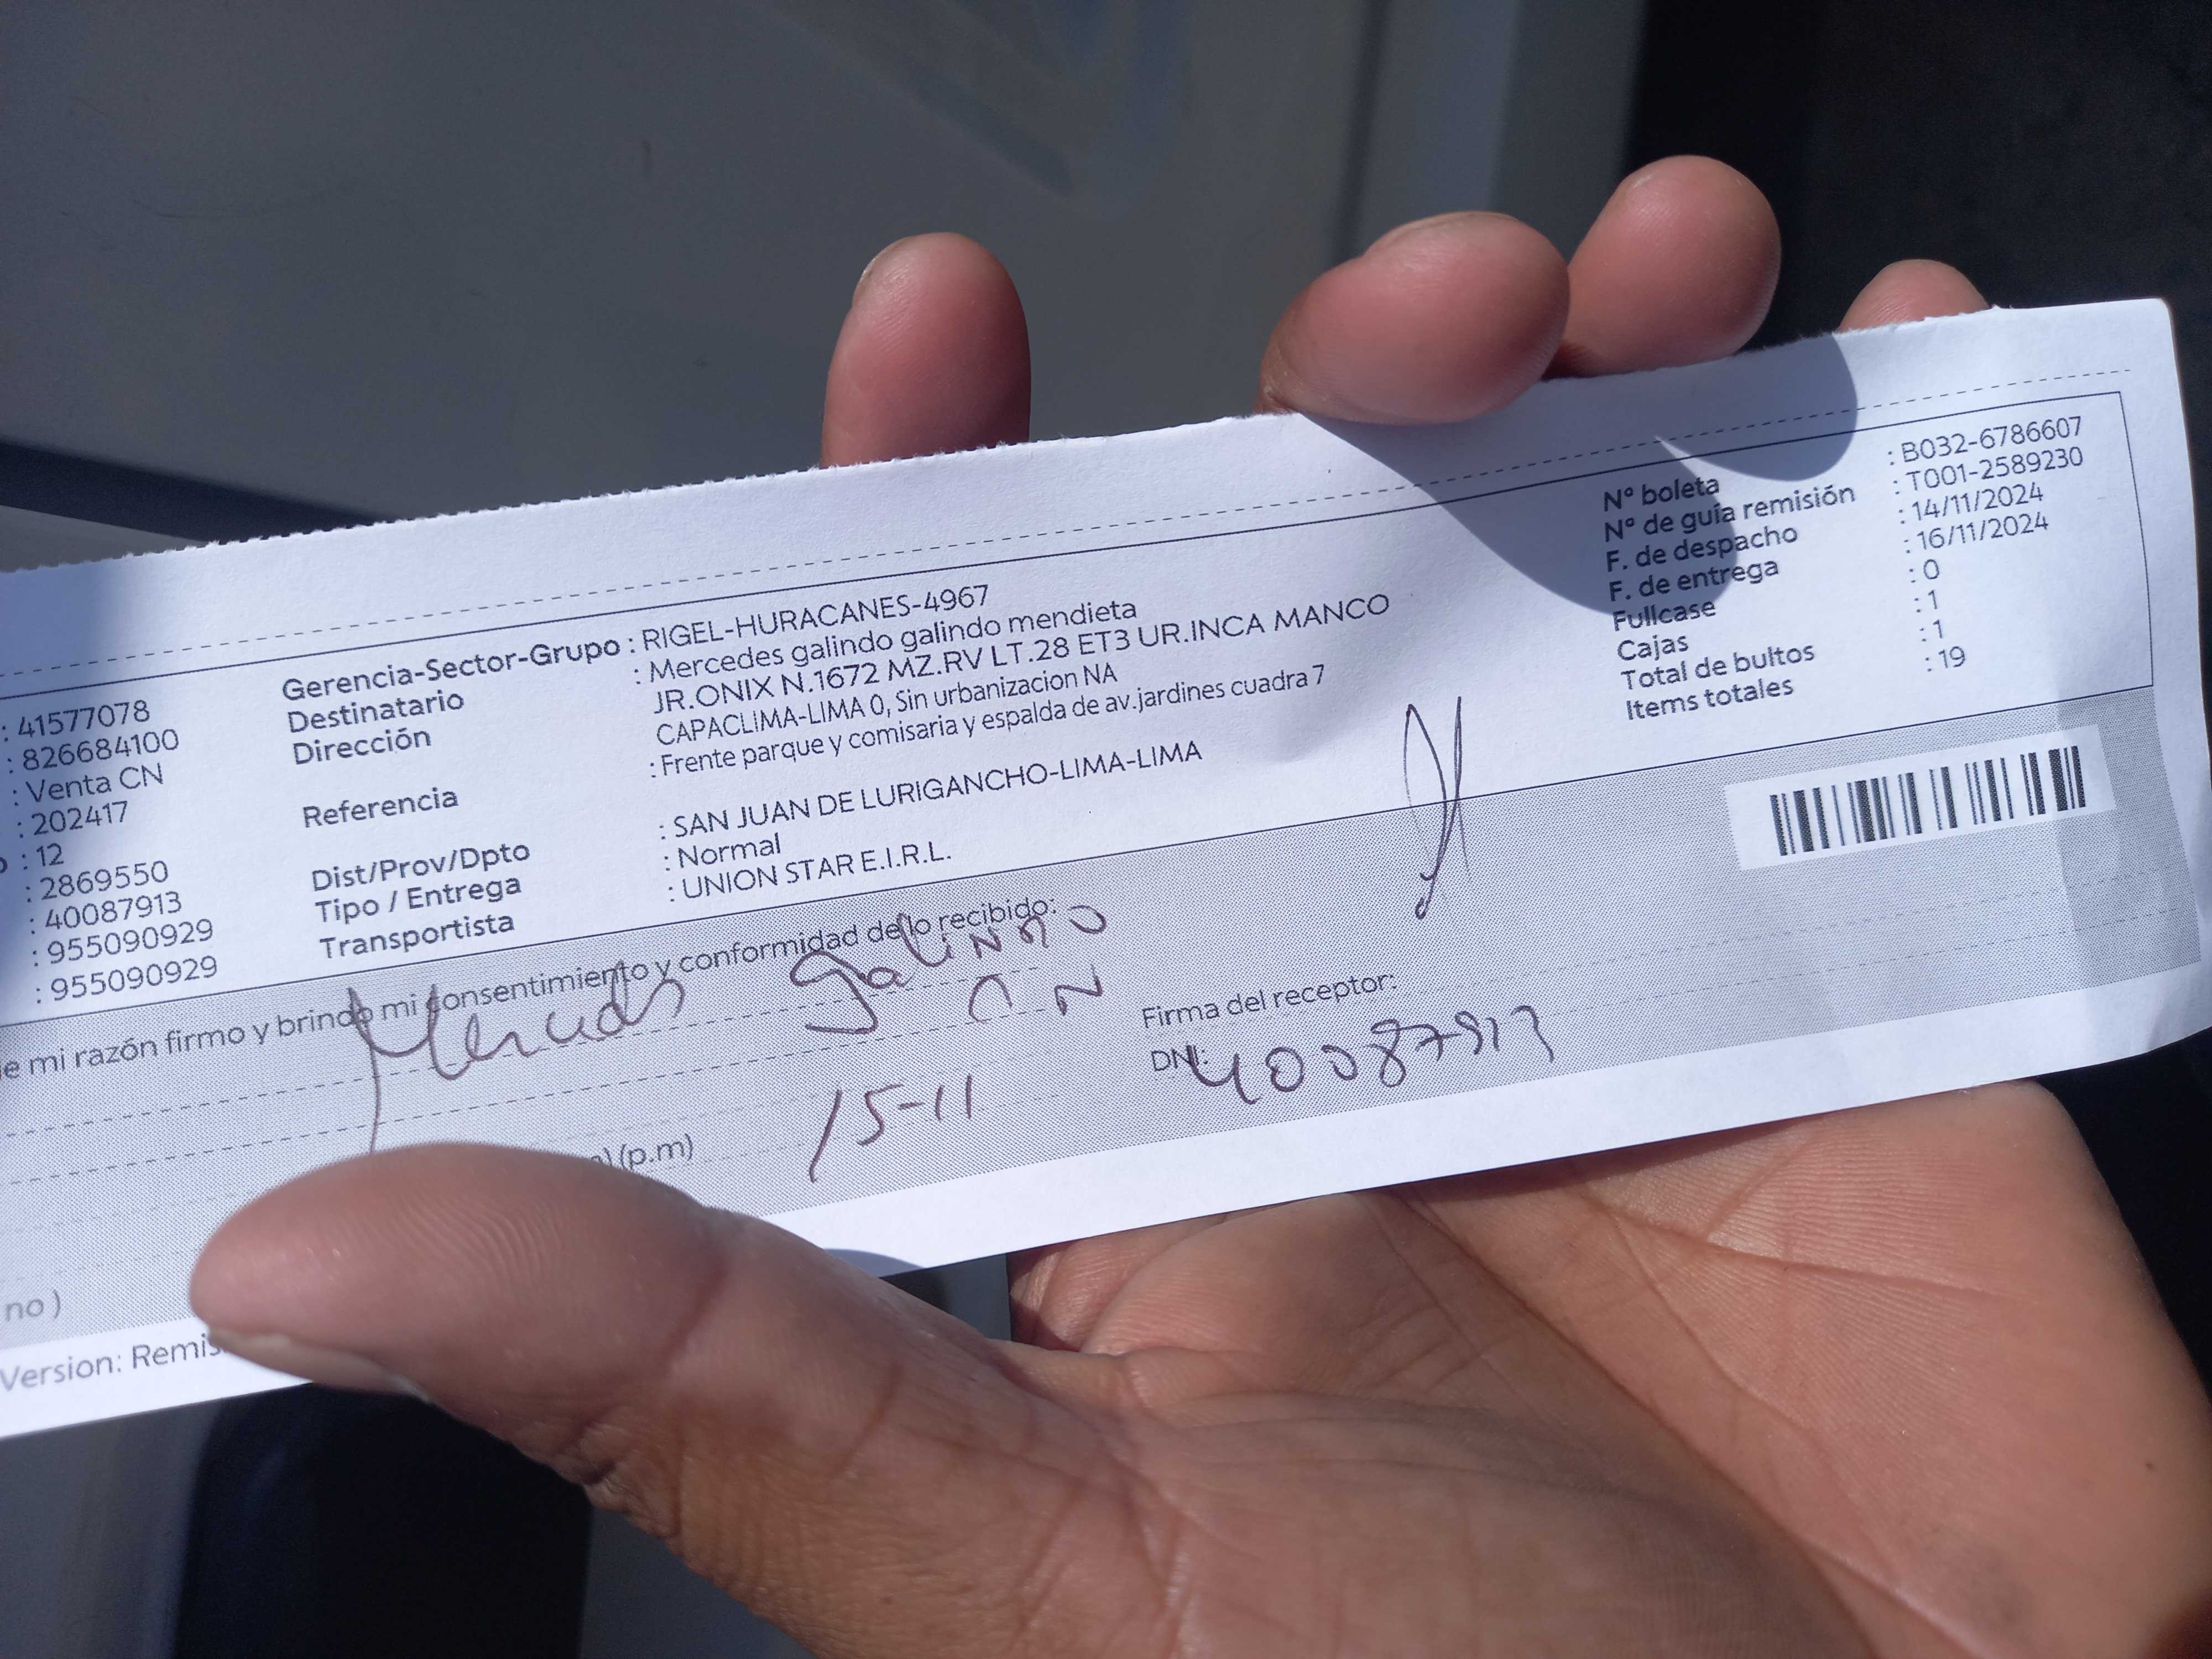 : 41577078
: 826684100
: Venta CN
: 202417
: 12
: 2869550
: 40087913
: 955090929
: 955090929
Gerencia-Sector-Grupo : RIGEL-HURACANES-4967
Destinatario : Mercedes galindo galindo mendieta
Dirección JR.ONIX N.1672 MZ.RV LT.28 ET3 UR.INCA MANCO
CAPACLIMA-LIMA 0, Sin urbanizacion NA
Referencia : Frente parque y comisaria y espalda de av.jardines cuadra 7
Dist/Prov/Dpto : SAN JUAN DE LURIGANCHO-LIMA-LIMA
Tipo / Entrega : Normal
Transportista : UNION STAR E.I.R.L.
N° boleta : B032-6786607
N° de guía remisión : T001-2589230
F. de despacho : 14/11/2024
F. de entrega : 16/11/2024
Fullcase : 0
Cajas : 1
Total de bultos : 1
Items totales : 19
e mi razón firmo y brindo mi consentimiento y conformidad de lo recibido:
Mercedes Galindo
Firma del receptor:
DNI: 40087913
(p.m) 15-11
no )
Version: Remis